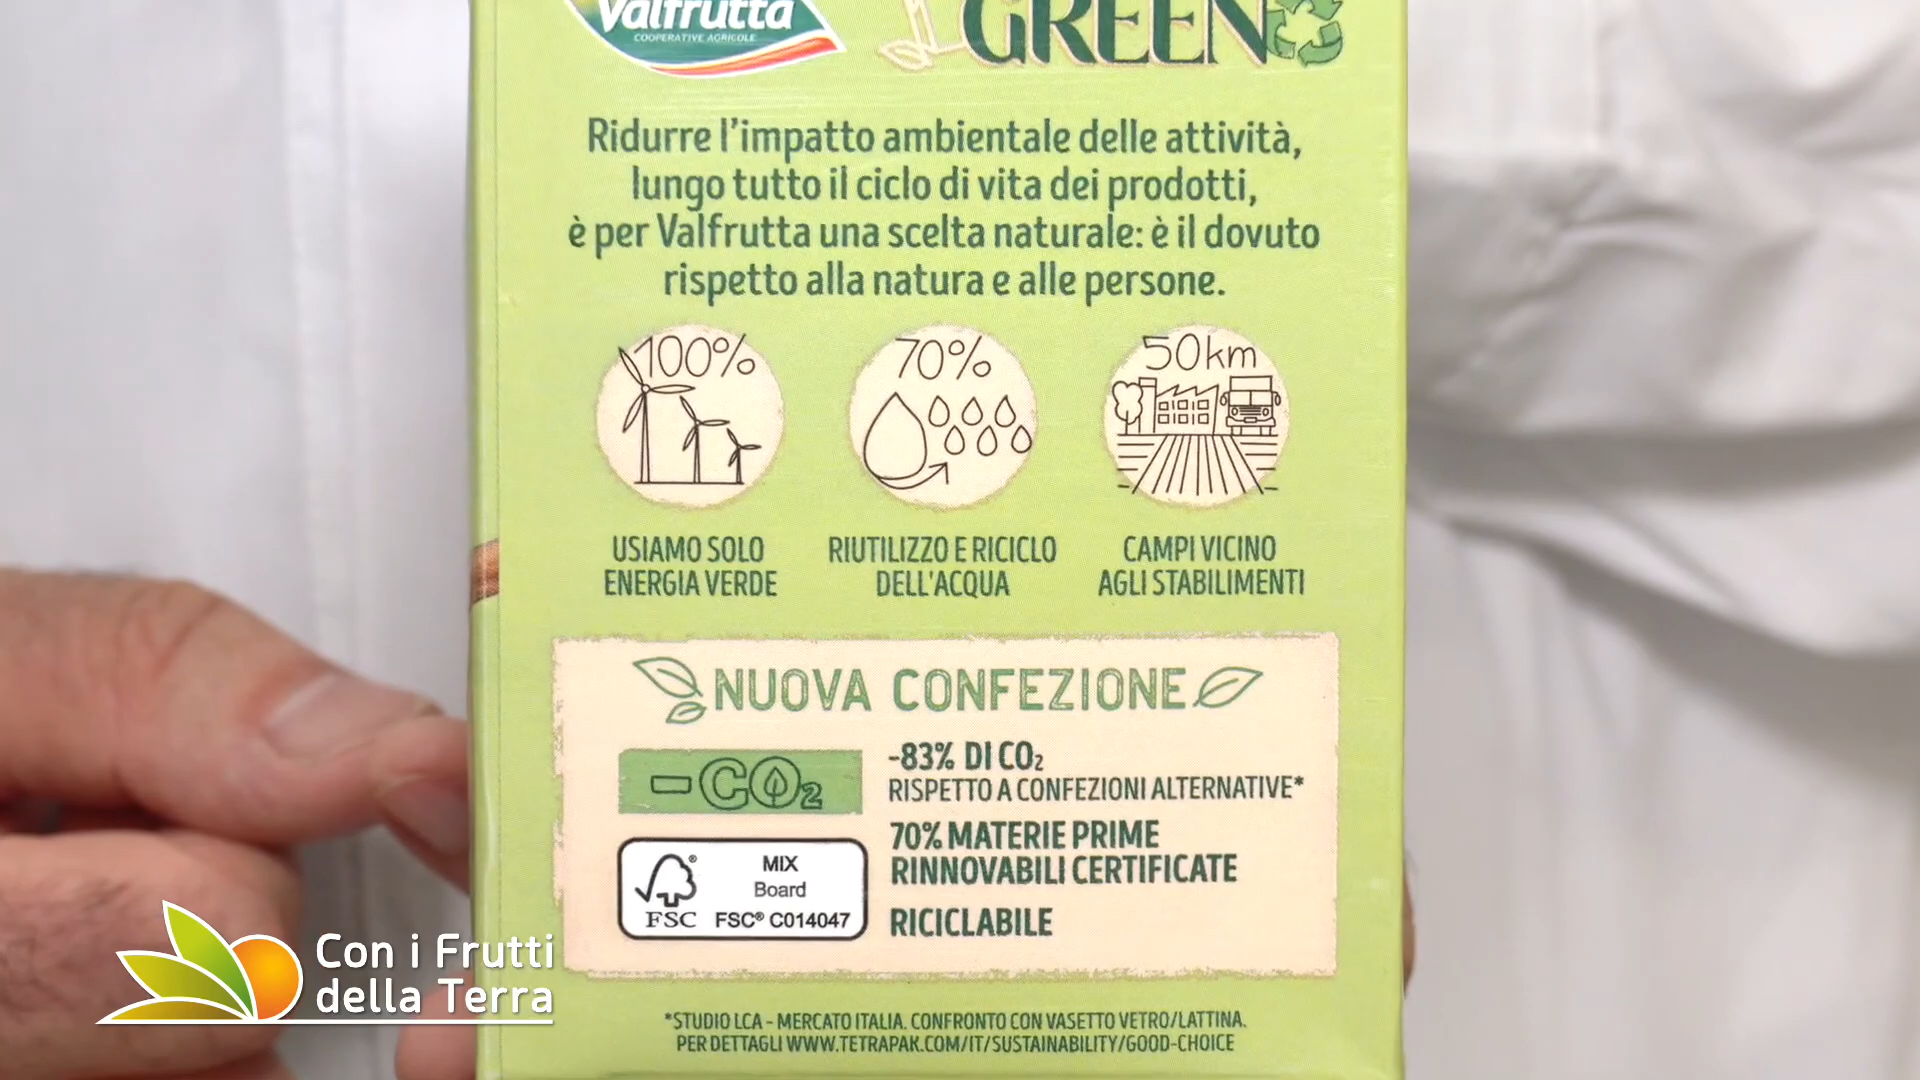 Valfrutta
COOPERATIVE AGRICOLE
GREEN
Ridurre l'impatto ambientale delle attività,
lungo tutto il ciclo di vita dei prodotti,
è per Valfrutta una scelta naturale: è il dovuto
rispetto alla natura e alle persone.
100%
70%
50km
USIAMO SOLO
ENERGIA VERDE
RIUTILIZZO E RICICLO
DELL'ACQUA
CAMPI VICINO
AGLI STABILIMENTI
NUOVA CONFEZIONE
-CO₂
-83% DI CO₂
RISPETTO A CONFEZIONI ALTERNATIVE*
70% MATERIE PRIME
RINNOVABILI CERTIFICATE
RICICLABILE
MIX
Board
FSC® C014047
® FSC
*STUDIO LCA - MERCATO ITALIA. CONFRONTO CON VASETTO VETRO/LATTINA.
PER DETTAGLI WWW.TETRAPAK.COM/IT/SUSTAINABILITY/GOOD-CHOICE
Con i Frutti
della Terra